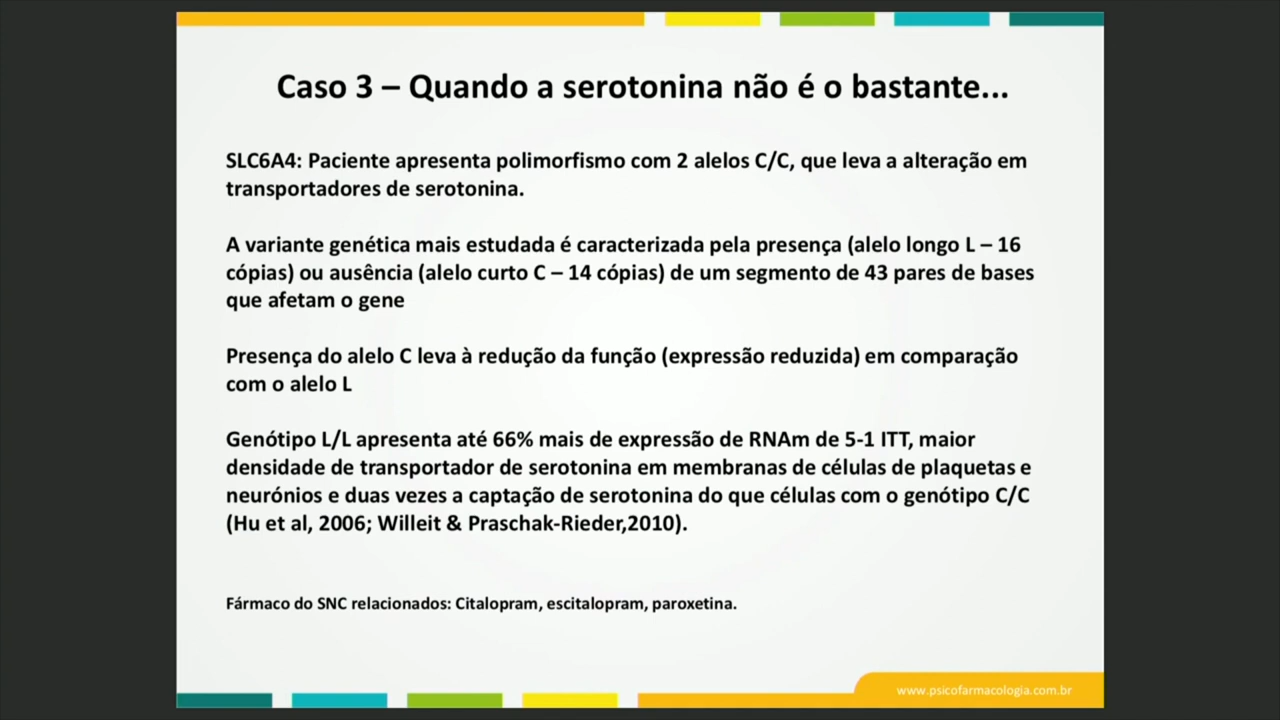 Caso 3 – Quando a serotonina não é o bastante...
SLC6A4: Paciente apresenta polimorfismo com 2 alelos C/C, que leva a alteração em
transportadores de serotonina.
A variante genética mais estudada é caracterizada pela presença (alelo longo L – 16
cópias) ou ausência (alelo curto C – 14 cópias) de um segmento de 43 pares de bases
que afetam o gene
Presença do alelo C leva à redução da função (expressão reduzida) em comparação
com o alelo L
Genótipo L/L apresenta até 66% mais de expressão de RNAm de 5-1 ITT, maior
densidade de transportador de serotonina em membranas de células de plaquetas e
neurónios e duas vezes a captação de serotonina do que células com o genótipo C/C
(Hu et al, 2006; Willeit & Praschak-Rieder,2010).
Fármaco do SNC relacionados: Citalopram, escitalopram, paroxetina.
www.psicofarmacologia.com.br